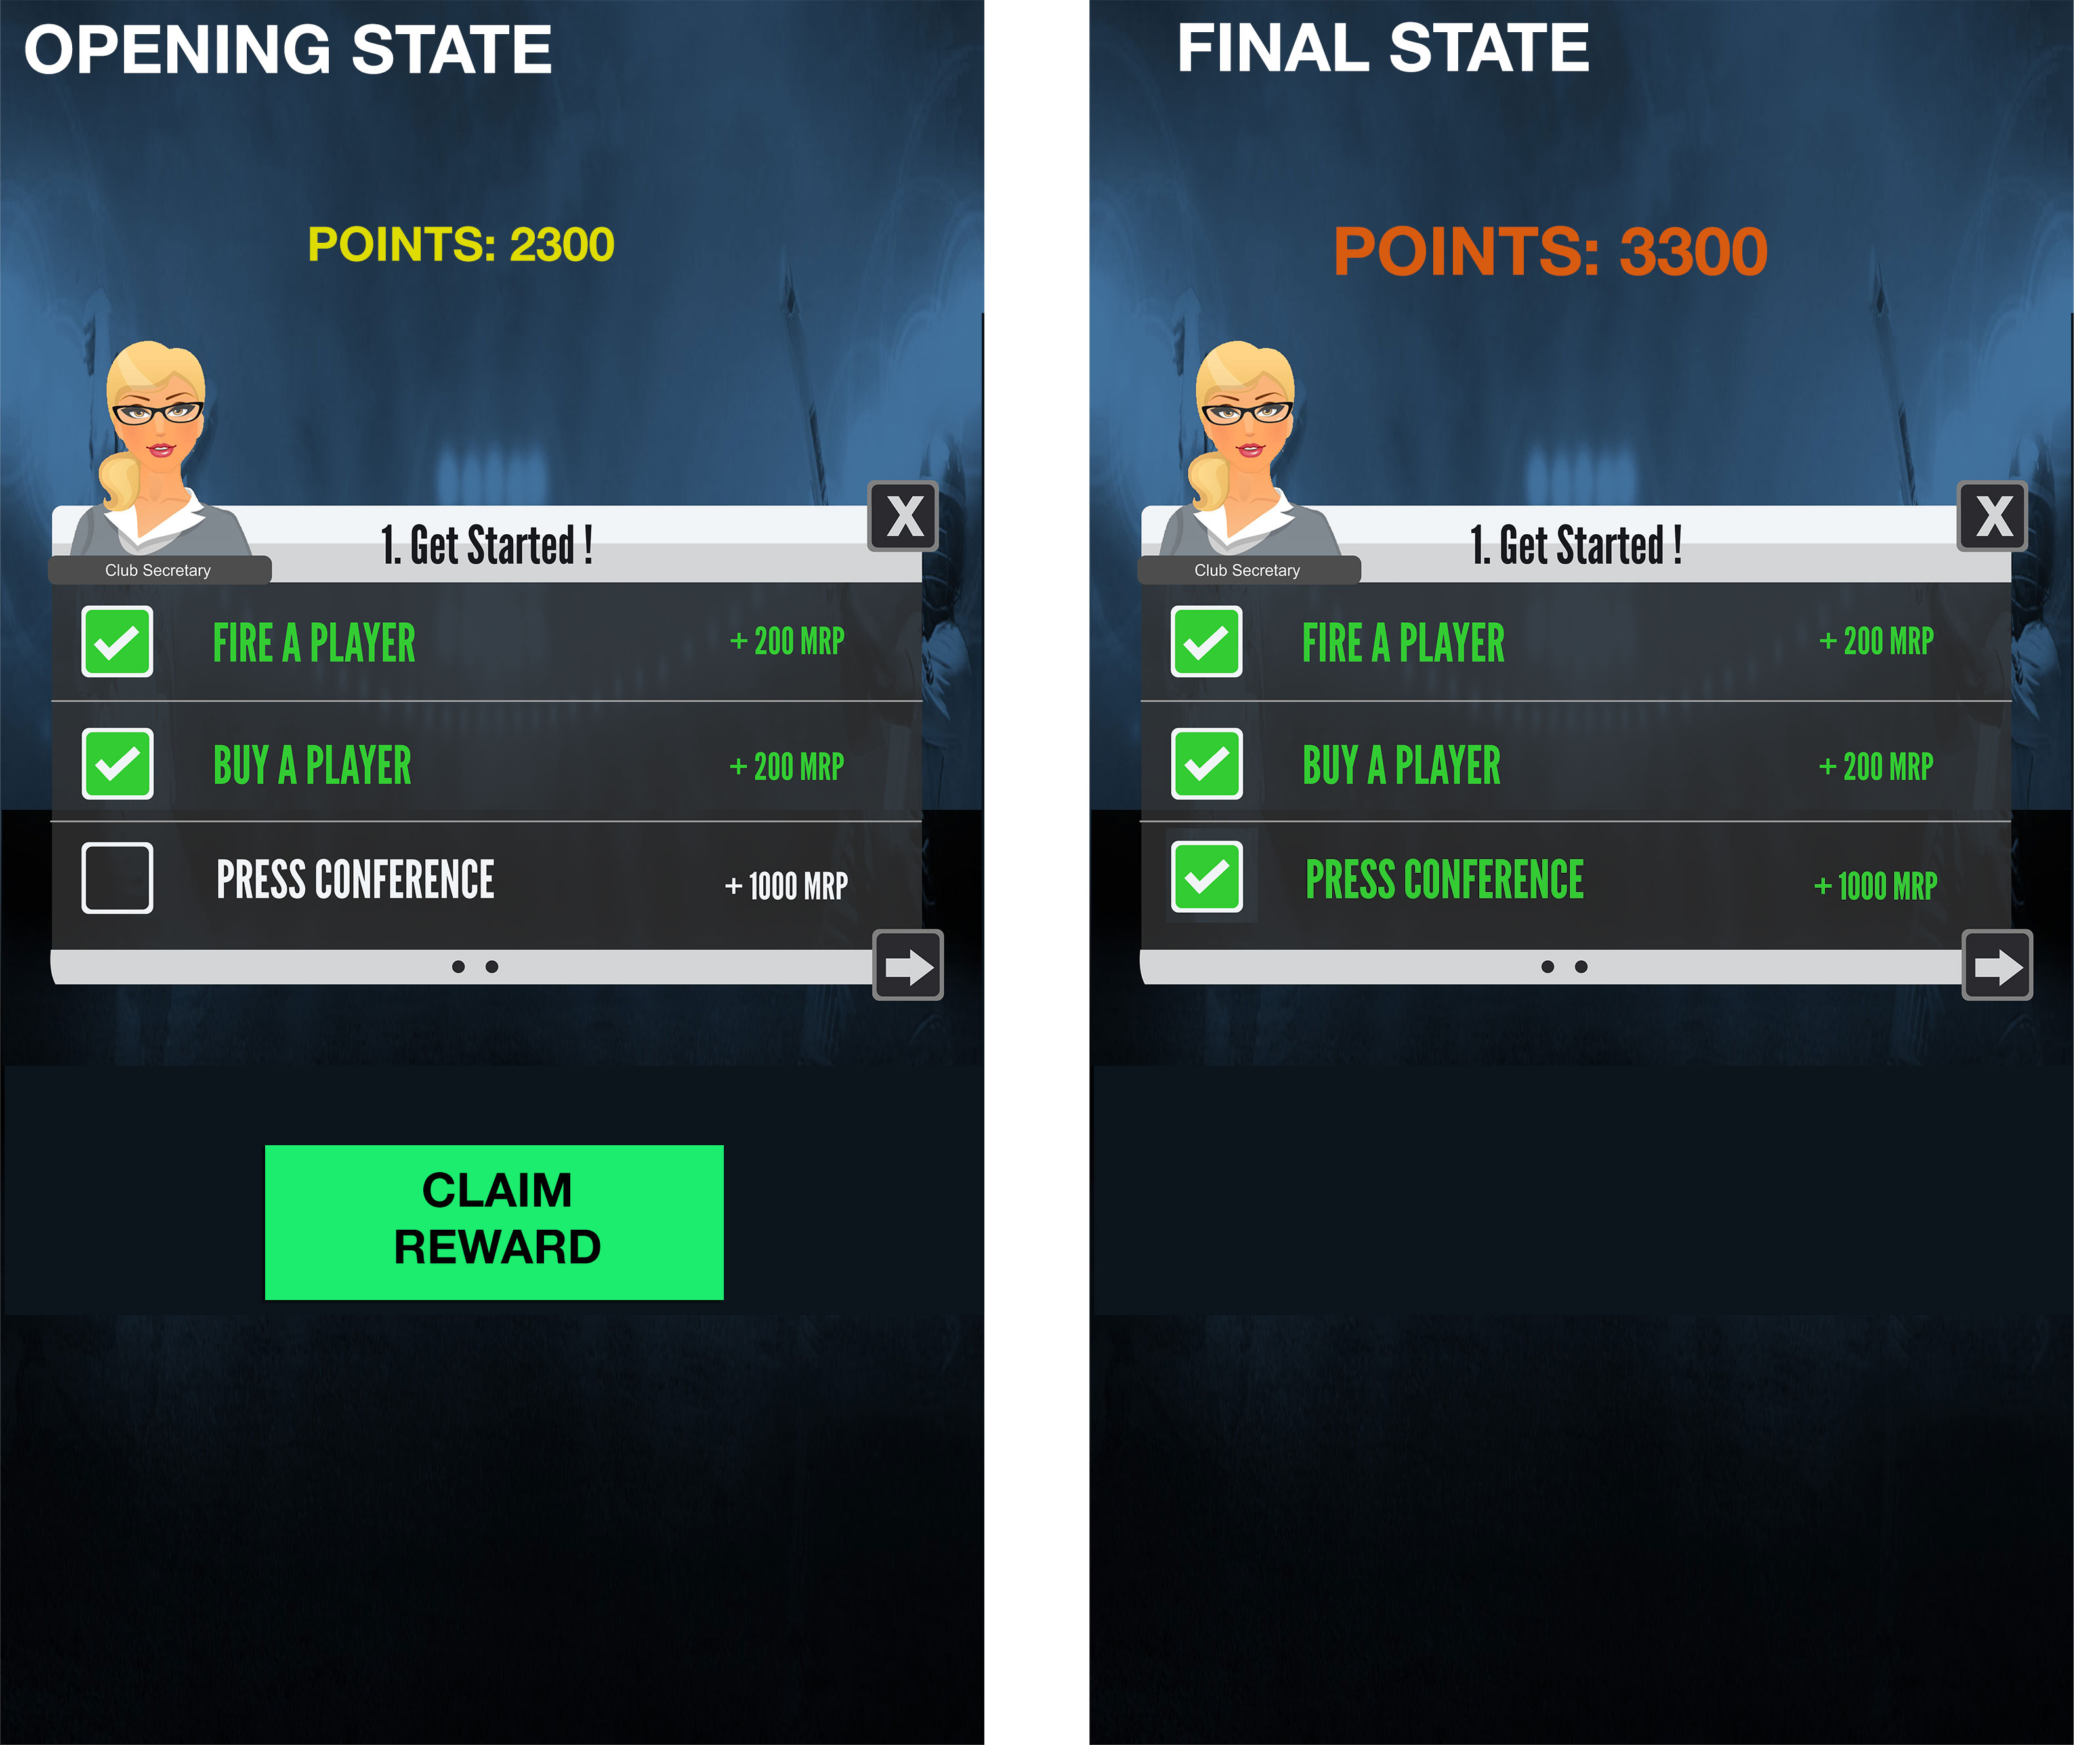 OPENING STATE
POINTS: 2300
X
1. Get Started !
Club Secretary
FIRE A PLAYER + 200 MRP
BUY A PLAYER + 200 MRP
PRESS CONFERENCE + 1000 MRP
CLAIM
REWARD
FINAL STATE
POINTS: 3300
X
1. Get Started !
Club Secretary
FIRE A PLAYER + 200 MRP
BUY A PLAYER + 200 MRP
PRESS CONFERENCE + 1000 MRP